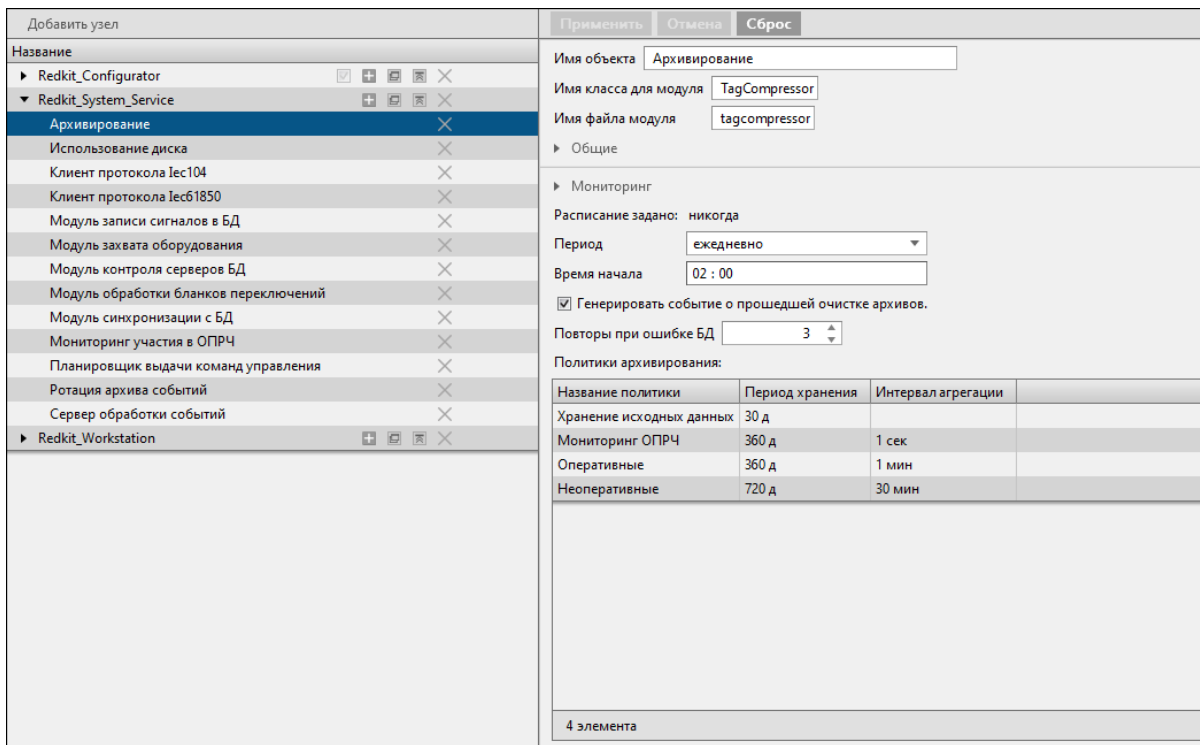 Добавить узел
Название
Redkit_Configurator
Redkit_System_Service
Архивирование
Использование диска
Клиент протокола Iec104
Клиент протокола Iec61850
Модуль записи сигналов в БД
Модуль захвата оборудования
Модуль контроля серверов БД
Модуль обработки бланков переключений
Модуль синхронизации с БД
Мониторинг участия в ОПРЧ
Планировщик выдачи команд управления
Ротация архива событий
Сервер обработки событий
Redkit_Workstation
Применить Отмена Сброс
Имя объекта Архивирование
Имя класса для модуля TagCompressor
Имя файла модуля tagcompressor
Общие
Мониторинг
Расписание задано: никогда
Период ежедневно
Время начала 02 : 00
Генерировать событие о прошедшей очистке архивов.
Повторы при ошибке БД 3
Политики архивирования:
Название политики Период хранения Интервал агрегации
Хранение исходных данных 30 д
Мониторинг ОПРЧ 360 д 1 сек
Оперативные 360 д 1 мин
Неоперативные 720 д 30 мин
4 элемента